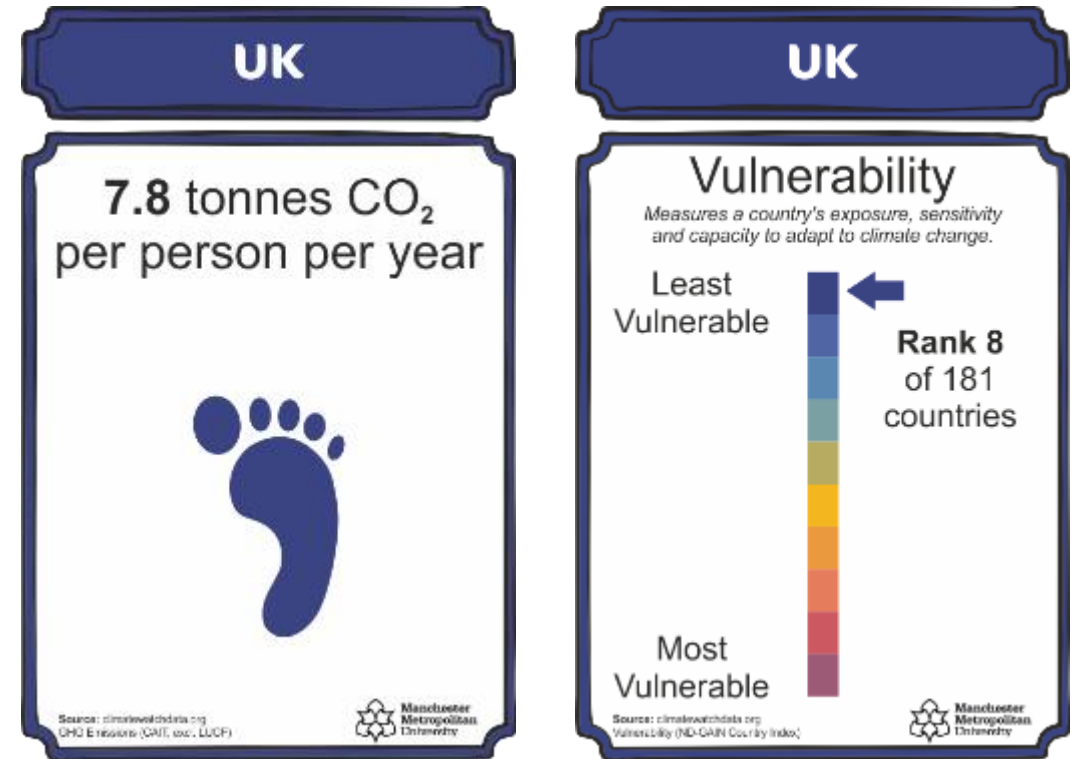 UK
7.8 tonnes CO₂
per person per year
Source: climatewatchdata.org
GHG Emissions (CAIT, excl. LUCF)
Manchester
Metropolitan
University
UK
Vulnerability
Measures a country's exposure, sensitivity
and capacity to adapt to climate change.
Least
Vulnerable
Rank 8
of 181
countries
Most
Vulnerable
Source: climatewatchdata.org
Vulnerability (ND-GAIN Country Index)
Manchester
Metropolitan
University